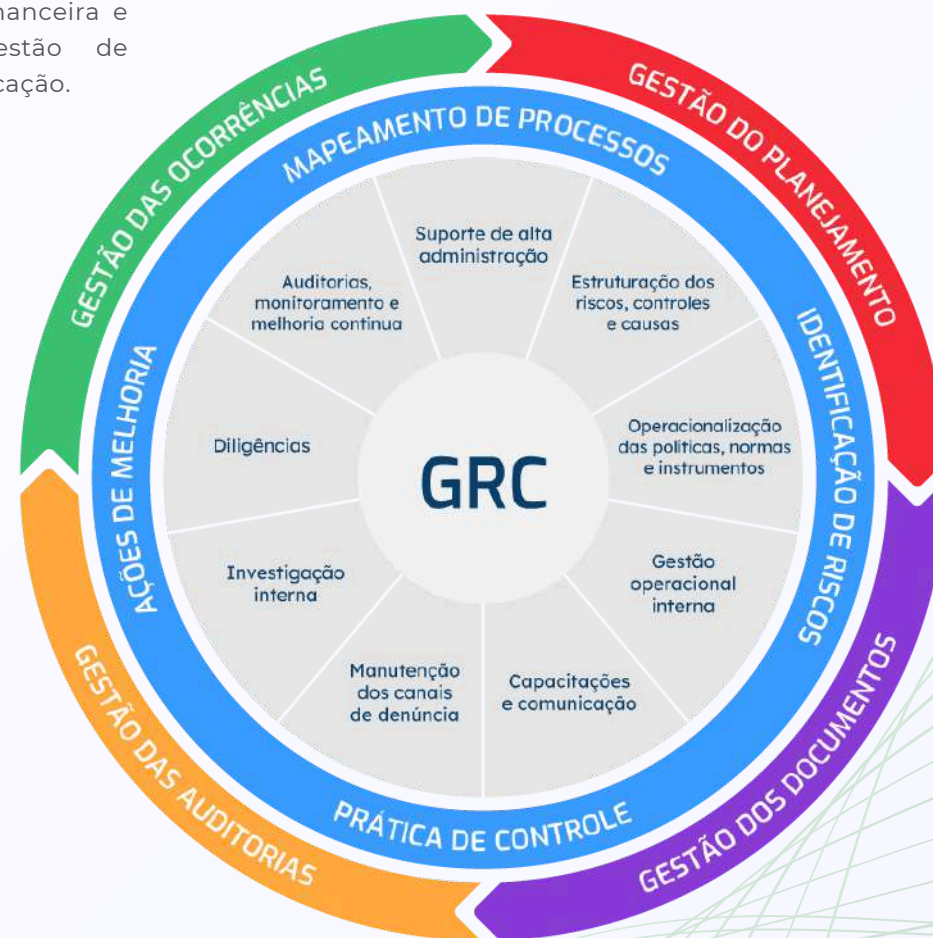 nanceira e
estão de
cação.
GESTÃO DAS OCORRÊNCIAS
GESTÃO DO PLANEJAMENTO
GESTÃO DOS DOCUMENTOS
GESTÃO DAS AUDITORIAS
MAPEAMENTO DE PROCESSOS
IDENTIFICAÇÃO DE RISCOS
PRÁTICA DE CONTROLE
AÇÕES DE MELHORIA
Suporte de alta
administração
Estruturação dos
riscos, controles
e causas
Operacionalização
das políticas, normas
e instrumentos
Gestão
operacional
interna
Capacitações
e comunicação
Manutenção
dos canais
de denúncia
Investigação
interna
Diligências
Auditorias,
monitoramento e
melhoria continua
GRC